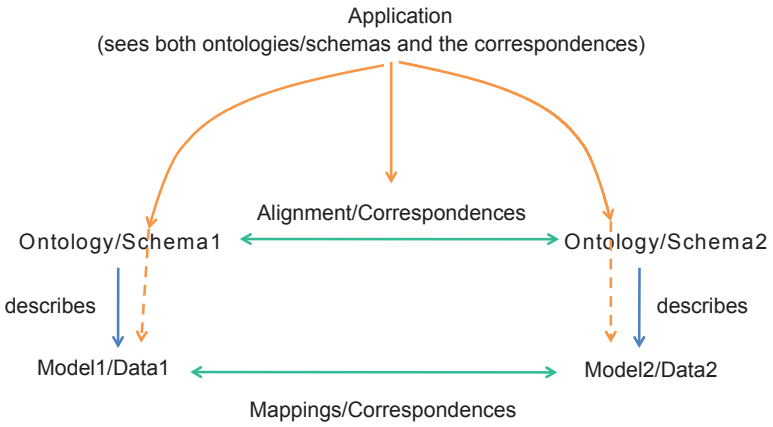 Application
(sees both ontologies/schemas and the correspondences)
Alignment/Correspondences
Ontology/Schema1
Ontology/Schema2
describes
describes
Model1/Data1
Model2/Data2
Mappings/Correspondences